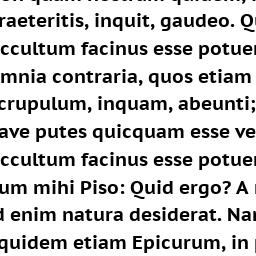 raeteritis, inquit, gaudeo. Qu
ccultum facinus esse potuer
mnia contraria, quos etiam
crupulum, inquam, abeunti;
ave putes quicquam esse ve
ccultum facinus esse potuer
um mihi Piso: Quid ergo? A
d enim natura desiderat. Nar
quidem etiam Epicurum, in